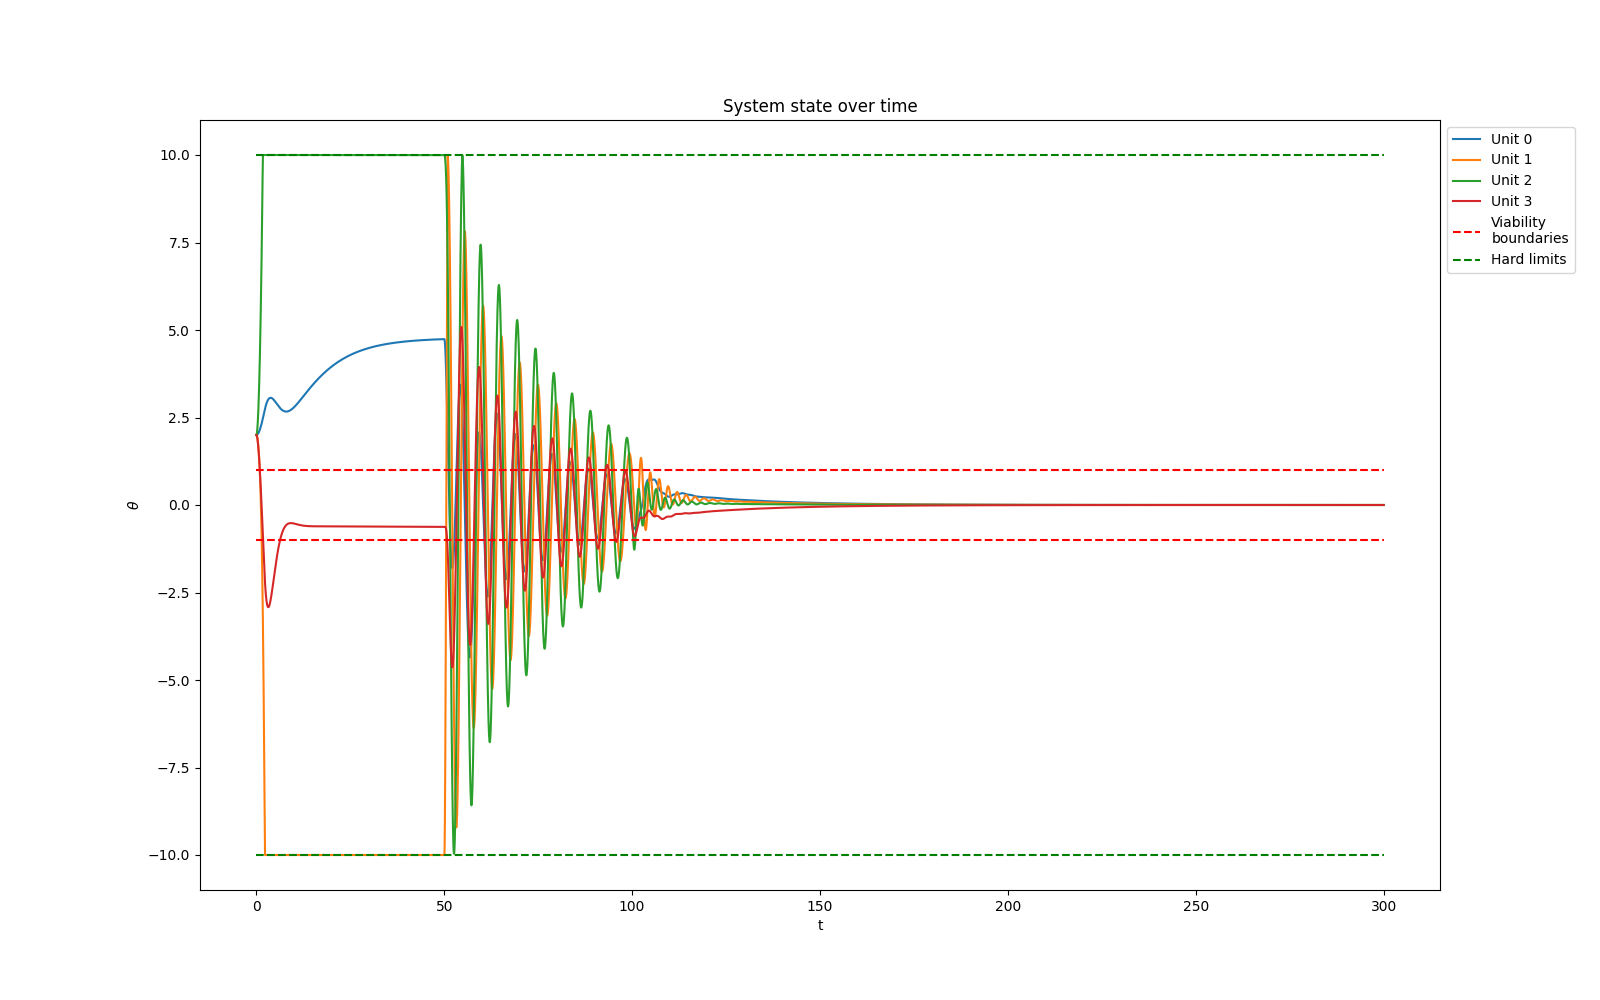 System state over time
10.0
7.5
5.0
2.5
0.0
−2.5
−5.0
−7.5
−10.0
θ
0
50
100
150
200
250
300
t
Unit 0
Unit 1
Unit 2
Unit 3
Viability
boundaries
Hard limits